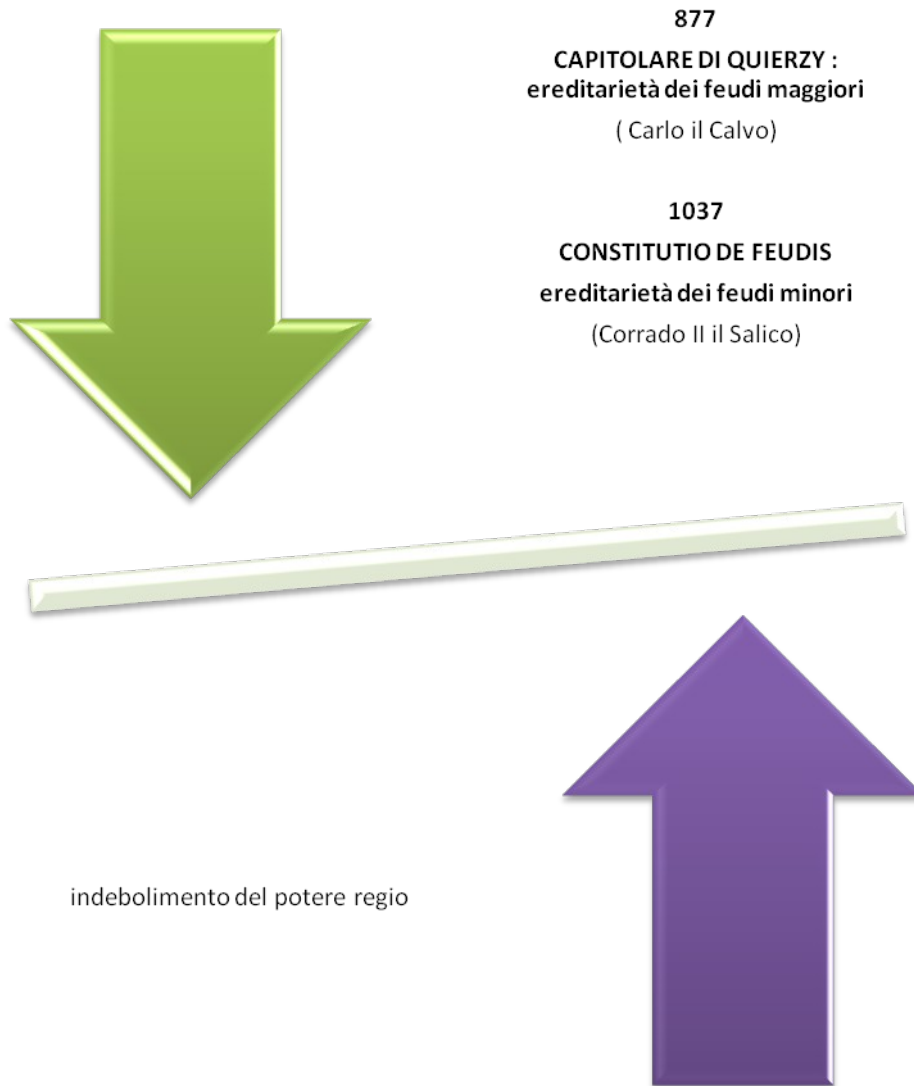 877
CAPITOLARE DI QUIERZY :
ereditarietà dei feudi maggiori
( Carlo il Calvo)
1037
CONSTITUTIO DE FEUDIS
ereditarietà dei feudi minori
(Corrado II il Salico)
indebolimento del potere regio